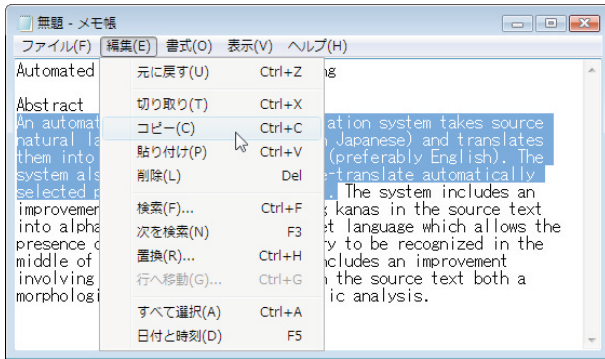 無題 - メモ帳
ファイル(F) 編集(E) 書式(O) 表示(V) ヘルプ(H)
元に戻す(U) Ctrl+Z
切り取り(T) Ctrl+X
コピー(C) Ctrl+C
貼り付け(P) Ctrl+V
削除(L) Del
検索(F)... Ctrl+F
次を検索(N) F3
置換(R)... Ctrl+H
行へ移動(G)... Ctrl+G
すべて選択(A) Ctrl+A
日付と時刻(D) F5
Automated
Abstract
An automat ation system takes source
natural la Japanese) and translates
them into (preferably English). The
system als -translate automatically
selected p . The system includes an
improvemen kanas in the source text
into alpha et language which allows the
presence to be recognized in the
middle of ncludes an improvement
involving the source text both a
morphologi ic analysis.